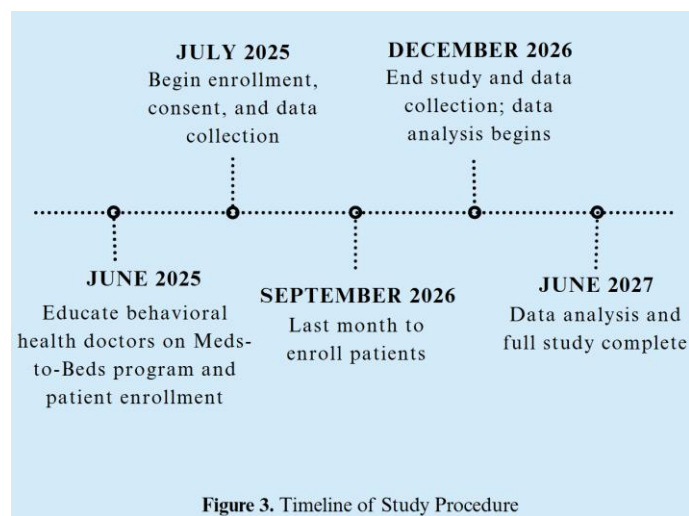 JULY 2025
Begin enrollment,
consent, and data
collection
DECEMBER 2026
End study and data
collection; data
analysis begins
JUNE 2025
Educate behavioral
health doctors on Meds-
to-Beds program and
patient enrollment
SEPTEMBER 2026
Last month to
enroll patients
JUNE 2027
Data analysis and
full study complete
Figure 3. Timeline of Study Procedure